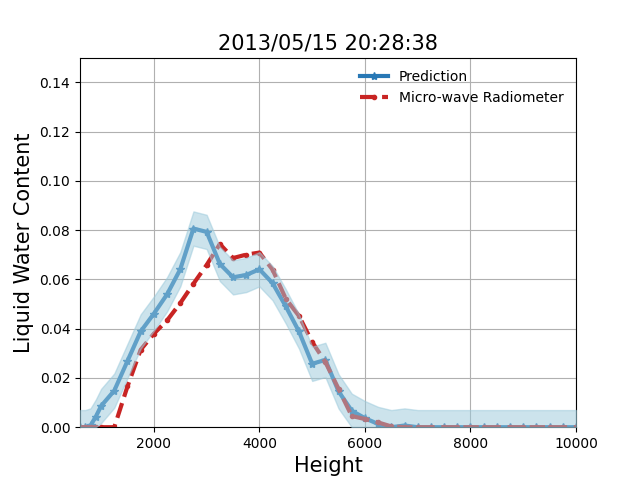 2013/05/15 20:28:38
Prediction
Micro-wave Radiometer
Liquid Water Content
0.14
0.12
0.10
0.08
0.06
0.04
0.02
0.00
2000 4000 6000 8000 10000
Height